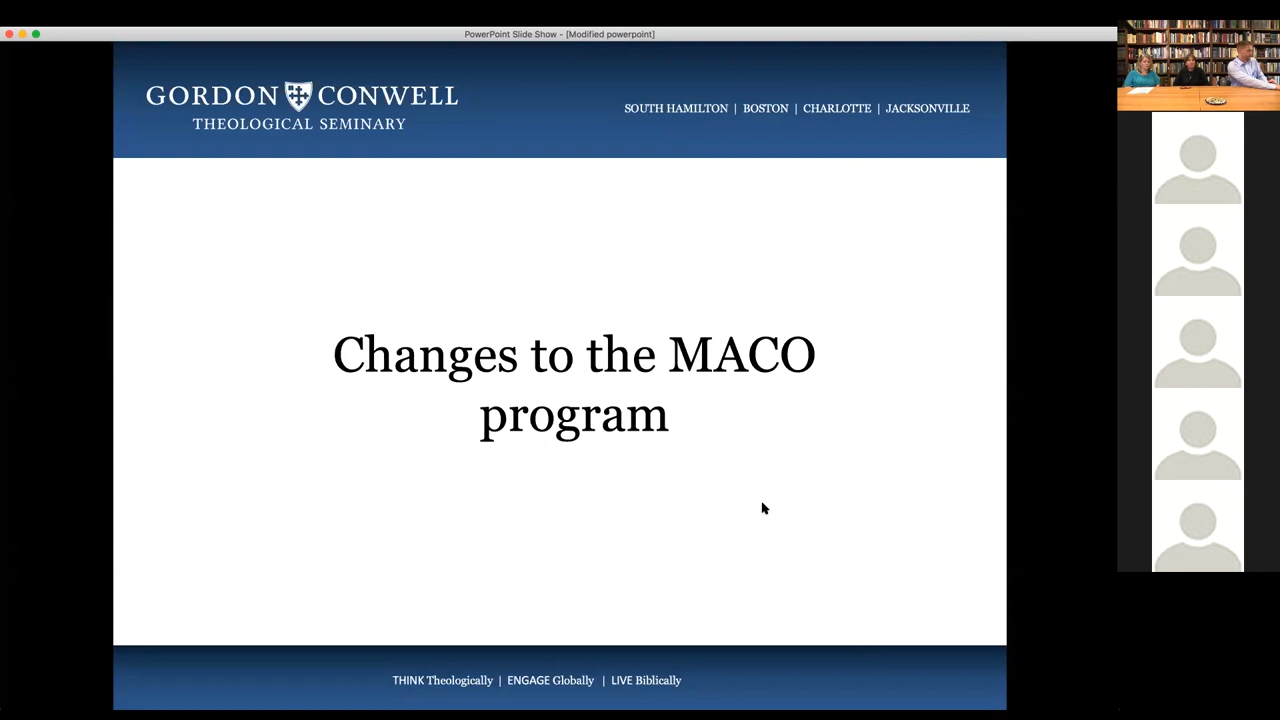 PowerPoint Slide Show - [Modified powerpoint]
GORDON CONWELL
THEOLOGICAL SEMINARY
SOUTH HAMILTON | BOSTON | CHARLOTTE | JACKSONVILLE
Changes to the MACO
program
THINK Theologically | ENGAGE Globally | LIVE Biblically